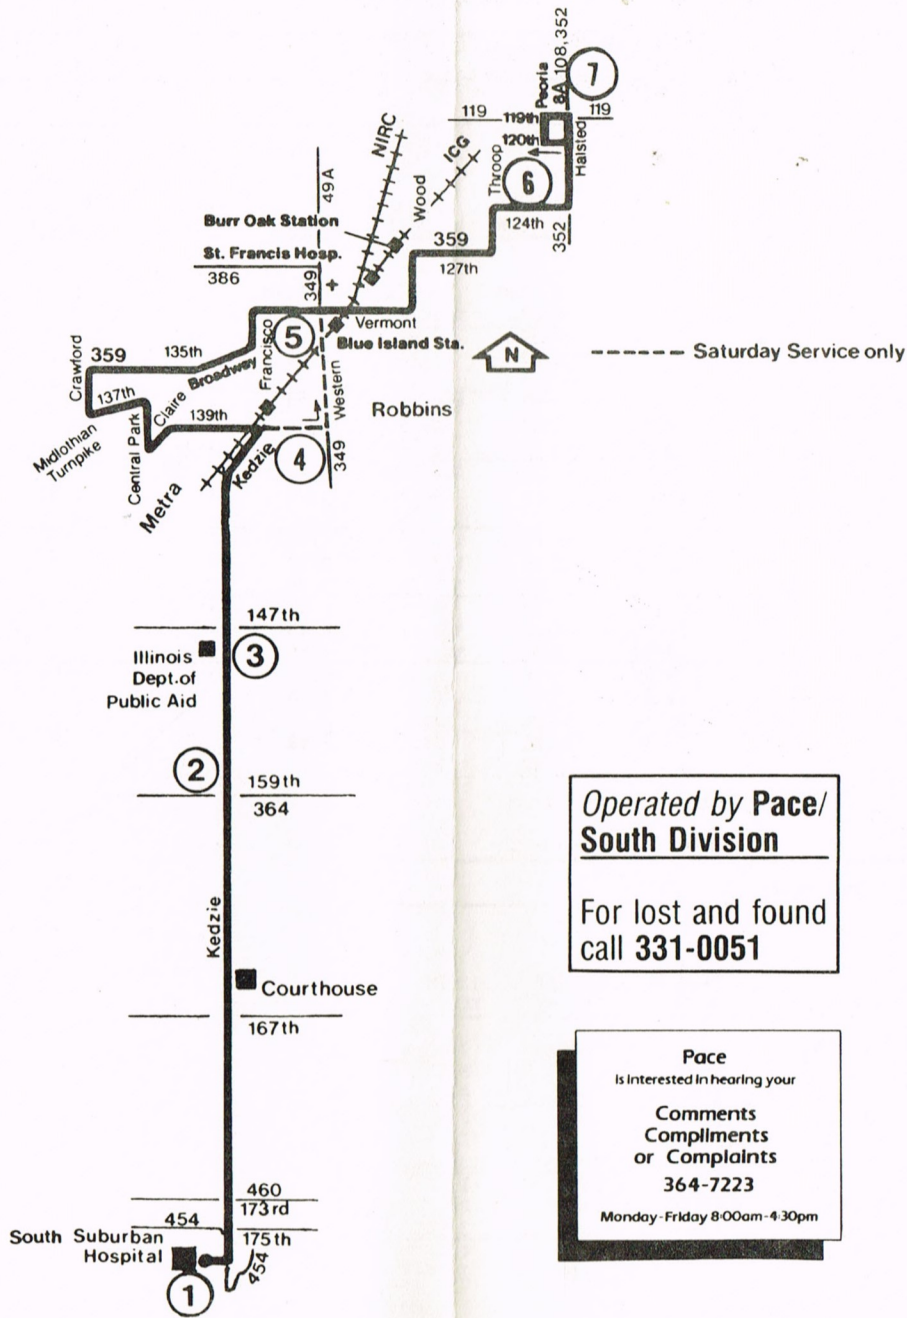 8A 108,352
Peoria
7
119
119th
119
120th
Halsted
Throop
6
124th
352
NIRC
ICG
Wood
49A
Burr Oak Station
St. Francis Hosp.
386
349
359
127th
5
Vermont
Blue Island Sta.
N
Saturday Service only
Crawford
359
135th
Broadway
Francisco
Western
137th
Claire
139th
Robbins
Midlothian
Turnpike
Central Park
Metra
Kedzie
4
349
147th
Illinois
Dept.of
Public Aid
3
2
159th
364
Kedzie
Courthouse
167th
460
173rd
454
175th
South Suburban
Hospital
454
1
Operated by Pace/
South Division
For lost and found
call 331-0051
Pace
is interested in hearing your
Comments
Compliments
or Complaints
364-7223
Monday-Friday 8:00am-4:30pm